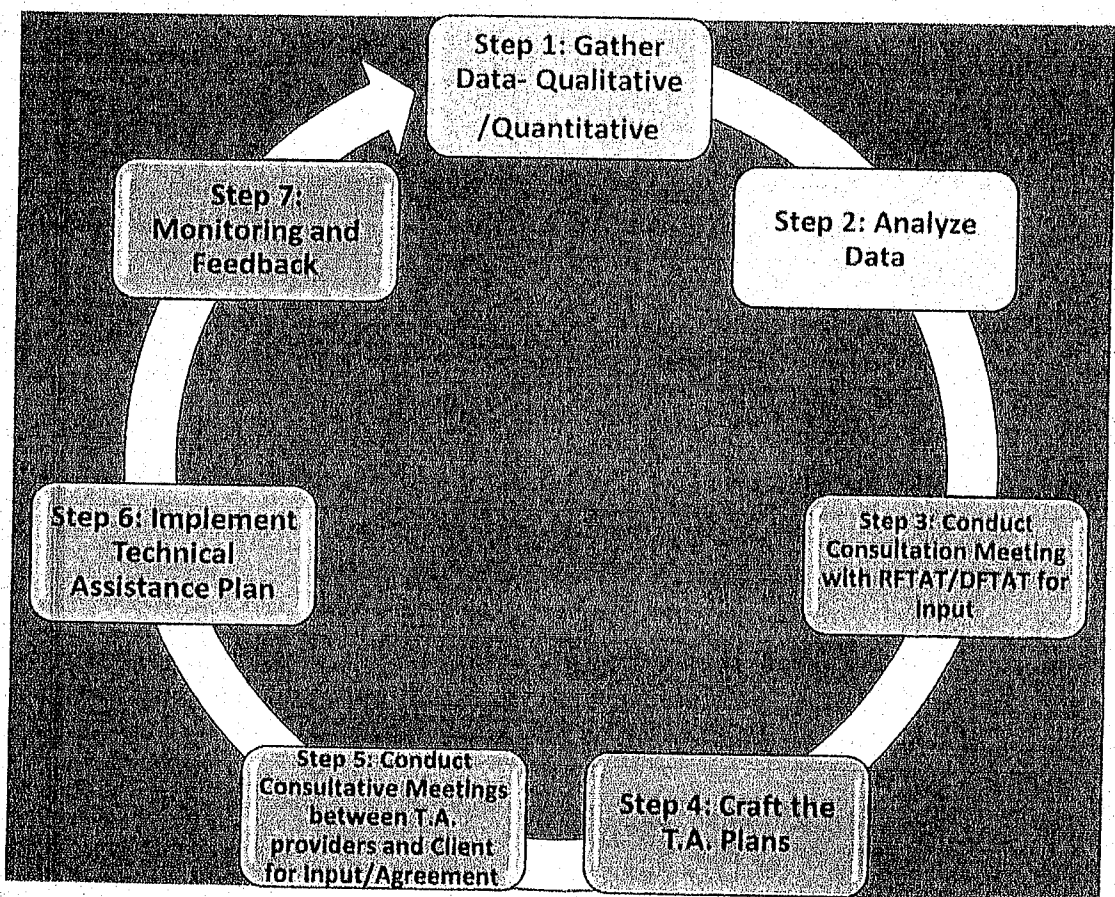 Step 1: Gather
Data- Qualitative
/Quantitative
Step 2: Analyze
Data
Step 3: Conduct
Consultation Meeting
with RFTAT/DFTAT for
Input
Step 4: Craft the
T.A. Plans
Step 5: Conduct
Consultative Meetings
between T.A.
providers and Client
for Input/Agreement
Step 6: Implement
Technical
Assistance Plan
Step 7:
Monitoring and
Feedback